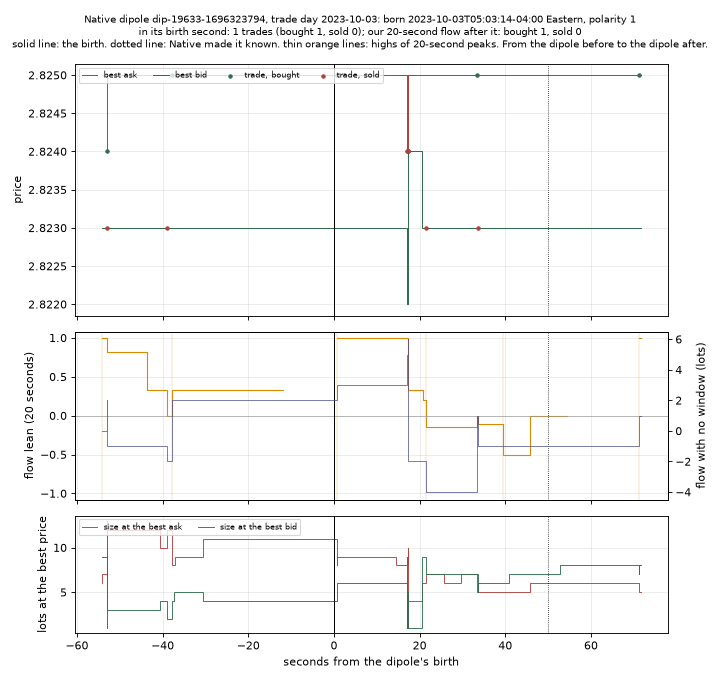 Native dipole dip-19633-1696323794, trade day 2023-10-03: born 2023-10-03T05:03:14-04:00 Eastern, polarity 1
in its birth second: 1 trades (bought 1, sold 0); our 20-second flow after it: bought 1, sold 0
solid line: the birth. dotted line: Native made it known. thin orange lines: highs of 20-second peaks. From the dipole before to the dipole after.
best ask
best bid
trade, bought
trade, sold
2.8250
2.8245
2.8240
2.8235
2.8230
2.8225
2.8220
price
1.0
0.5
0.0
−0.5
−1.0
flow lean (20 seconds)
6
4
2
0
−2
−4
flow with no window (lots)
size at the best ask
size at the best bid
10
5
lots at the best price
−60
−40
−20
0
20
40
60
seconds from the dipole's birth